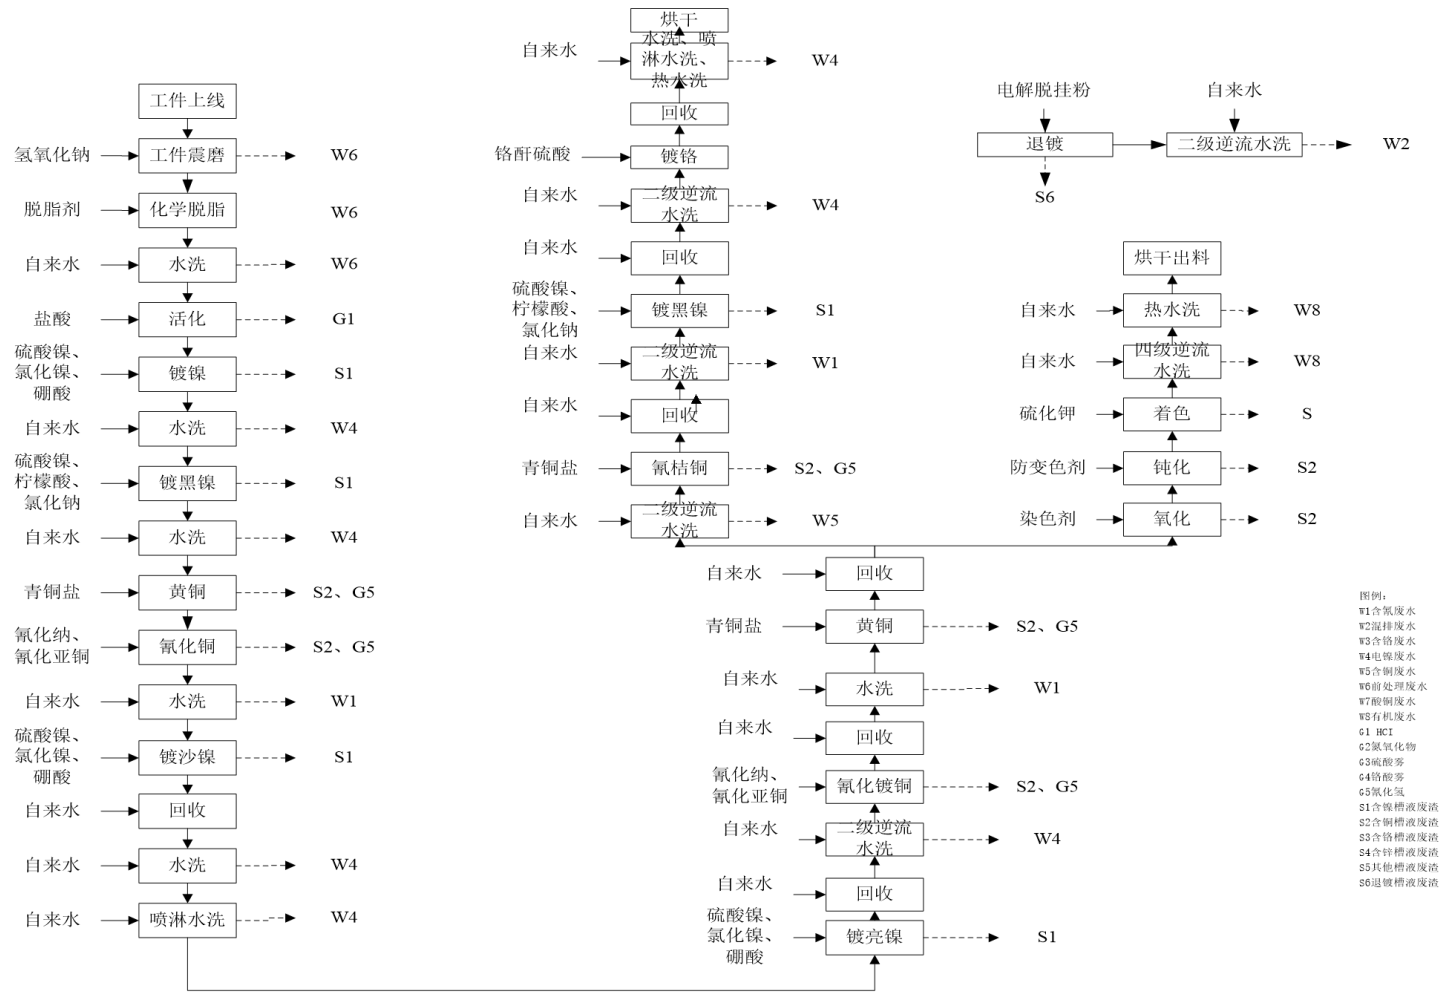 工件上线
氢氧化钠
工件震磨
W6
脱脂剂
化学脱脂
W6
自来水
水洗
W6
盐酸
活化
G1
硫酸镍、
氯化镍、
硼酸
镀镍
S1
自来水
水洗
W4
硫酸镍、
柠檬酸、
氯化钠
镀黑镍
S1
自来水
水洗
W4
青铜盐
黄铜
S2、G5
氰化纳、
氰化亚铜
氰化铜
S2、G5
自来水
水洗
W1
硫酸镍、
氯化镍、
硼酸
镀沙镍
S1
自来水
回收
自来水
水洗
W4
自来水
喷淋水洗
W4
烘干
自来水
水洗、喷
淋水洗、
热水洗
W4
回收
铬酐硫酸
镀铬
自来水
二级逆流
水洗
W4
自来水
回收
硫酸镍、
柠檬酸、
氯化钠
镀黑镍
S1
自来水
二级逆流
水洗
W1
自来水
回收
青铜盐
氰桔铜
S2、G5
自来水
二级逆流
水洗
W5
自来水
回收
青铜盐
黄铜
S2、G5
自来水
水洗
W1
自来水
回收
氰化纳、
氰化亚铜
氰化镀铜
S2、G5
自来水
二级逆流
水洗
W4
自来水
回收
硫酸镍、
氯化镍、
硼酸
镀亮镍
S1
电解脱挂粉
自来水
退镀
二级逆流水洗
W2
S6
烘干出料
自来水
热水洗
W8
自来水
四级逆流
水洗
W8
硫化钾
着色
S
防变色剂
钝化
S2
染色剂
氧化
S2
图例：
W1含氰废水
W2混排废水
W3含铬废水
W4电镍废水
W5含铜废水
W6前处理废水
W7酸铜废水
W8有机废水
G1 HCI
G2氮氧化物
G3硫酸雾
G4铬酸雾
G5氰化氢
S1含镍槽液废渣
S2含铜槽液废渣
S3含铬槽液废渣
S4含锌槽液废渣
S5其他槽液废渣
S6退镀槽液废渣